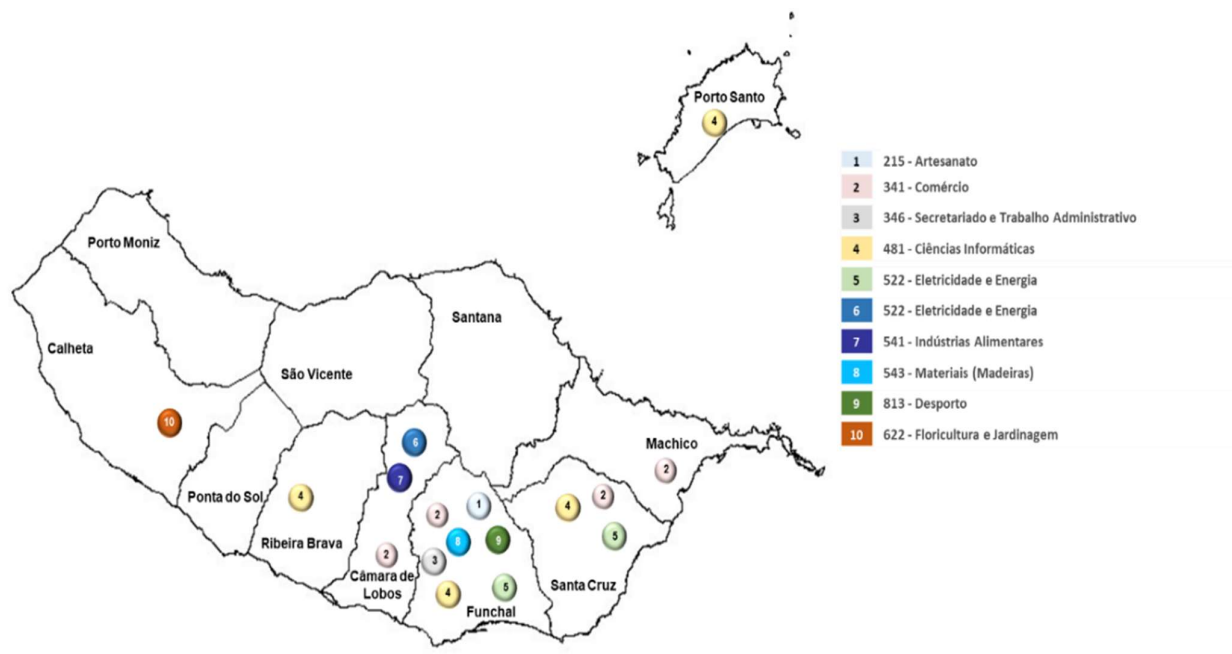 Porto Santo
4
Porto Moniz
Calheta
São Vicente
Santana
Machico
10
6
7
2
Ponta do Sol
4
Ribeira Brava
2
Câmara de
Lobos
2
1
8
9
3
4
5
Funchal
4
2
5
Santa Cruz
1 215 - Artesanato
2 341 - Comércio
3 346 - Secretariado e Trabalho Administrativo
4 481 - Ciências Informáticas
5 522 - Eletricidade e Energia
6 522 - Eletricidade e Energia
7 541 - Indústrias Alimentares
8 543 - Materiais (Madeiras)
9 813 - Desporto
10 622 - Floricultura e Jardinagem